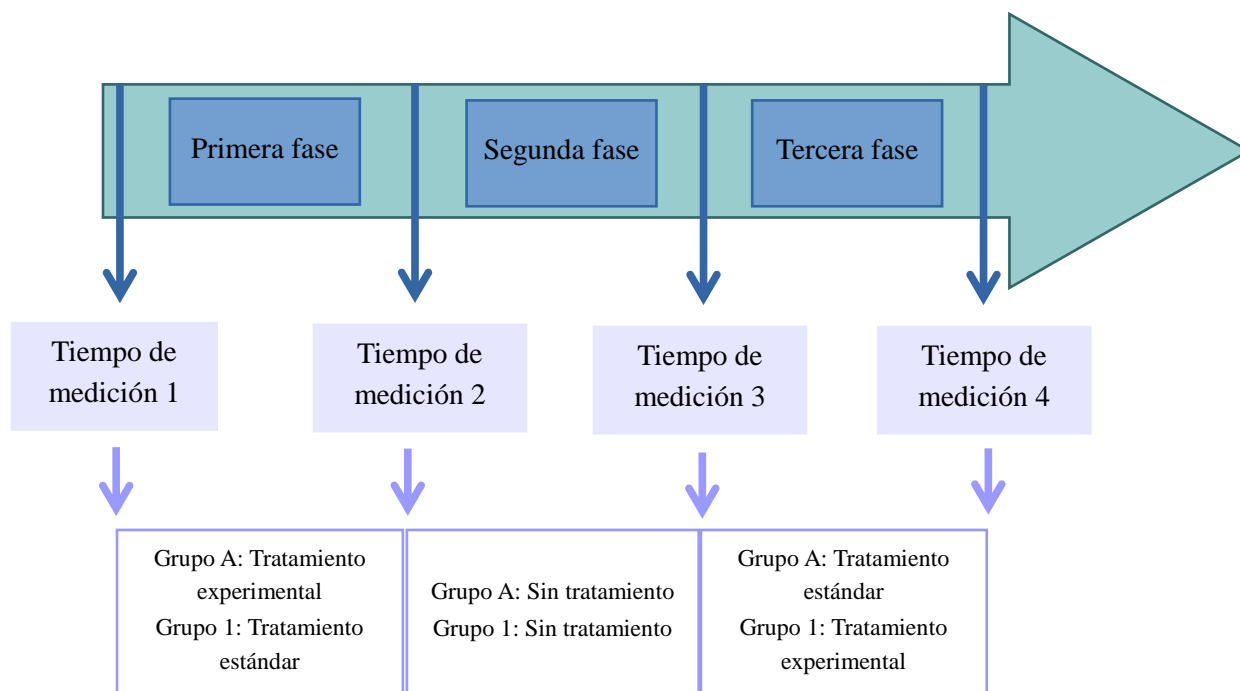 Primera fase
Segunda fase
Tercera fase
Tiempo de
medición 1
Tiempo de
medición 2
Tiempo de
medición 3
Tiempo de
medición 4
Grupo A: Tratamiento
experimental
Grupo 1: Tratamiento
estándar
Grupo A: Sin tratamiento
Grupo 1: Sin tratamiento
Grupo A: Tratamiento
estándar
Grupo 1: Tratamiento
experimental